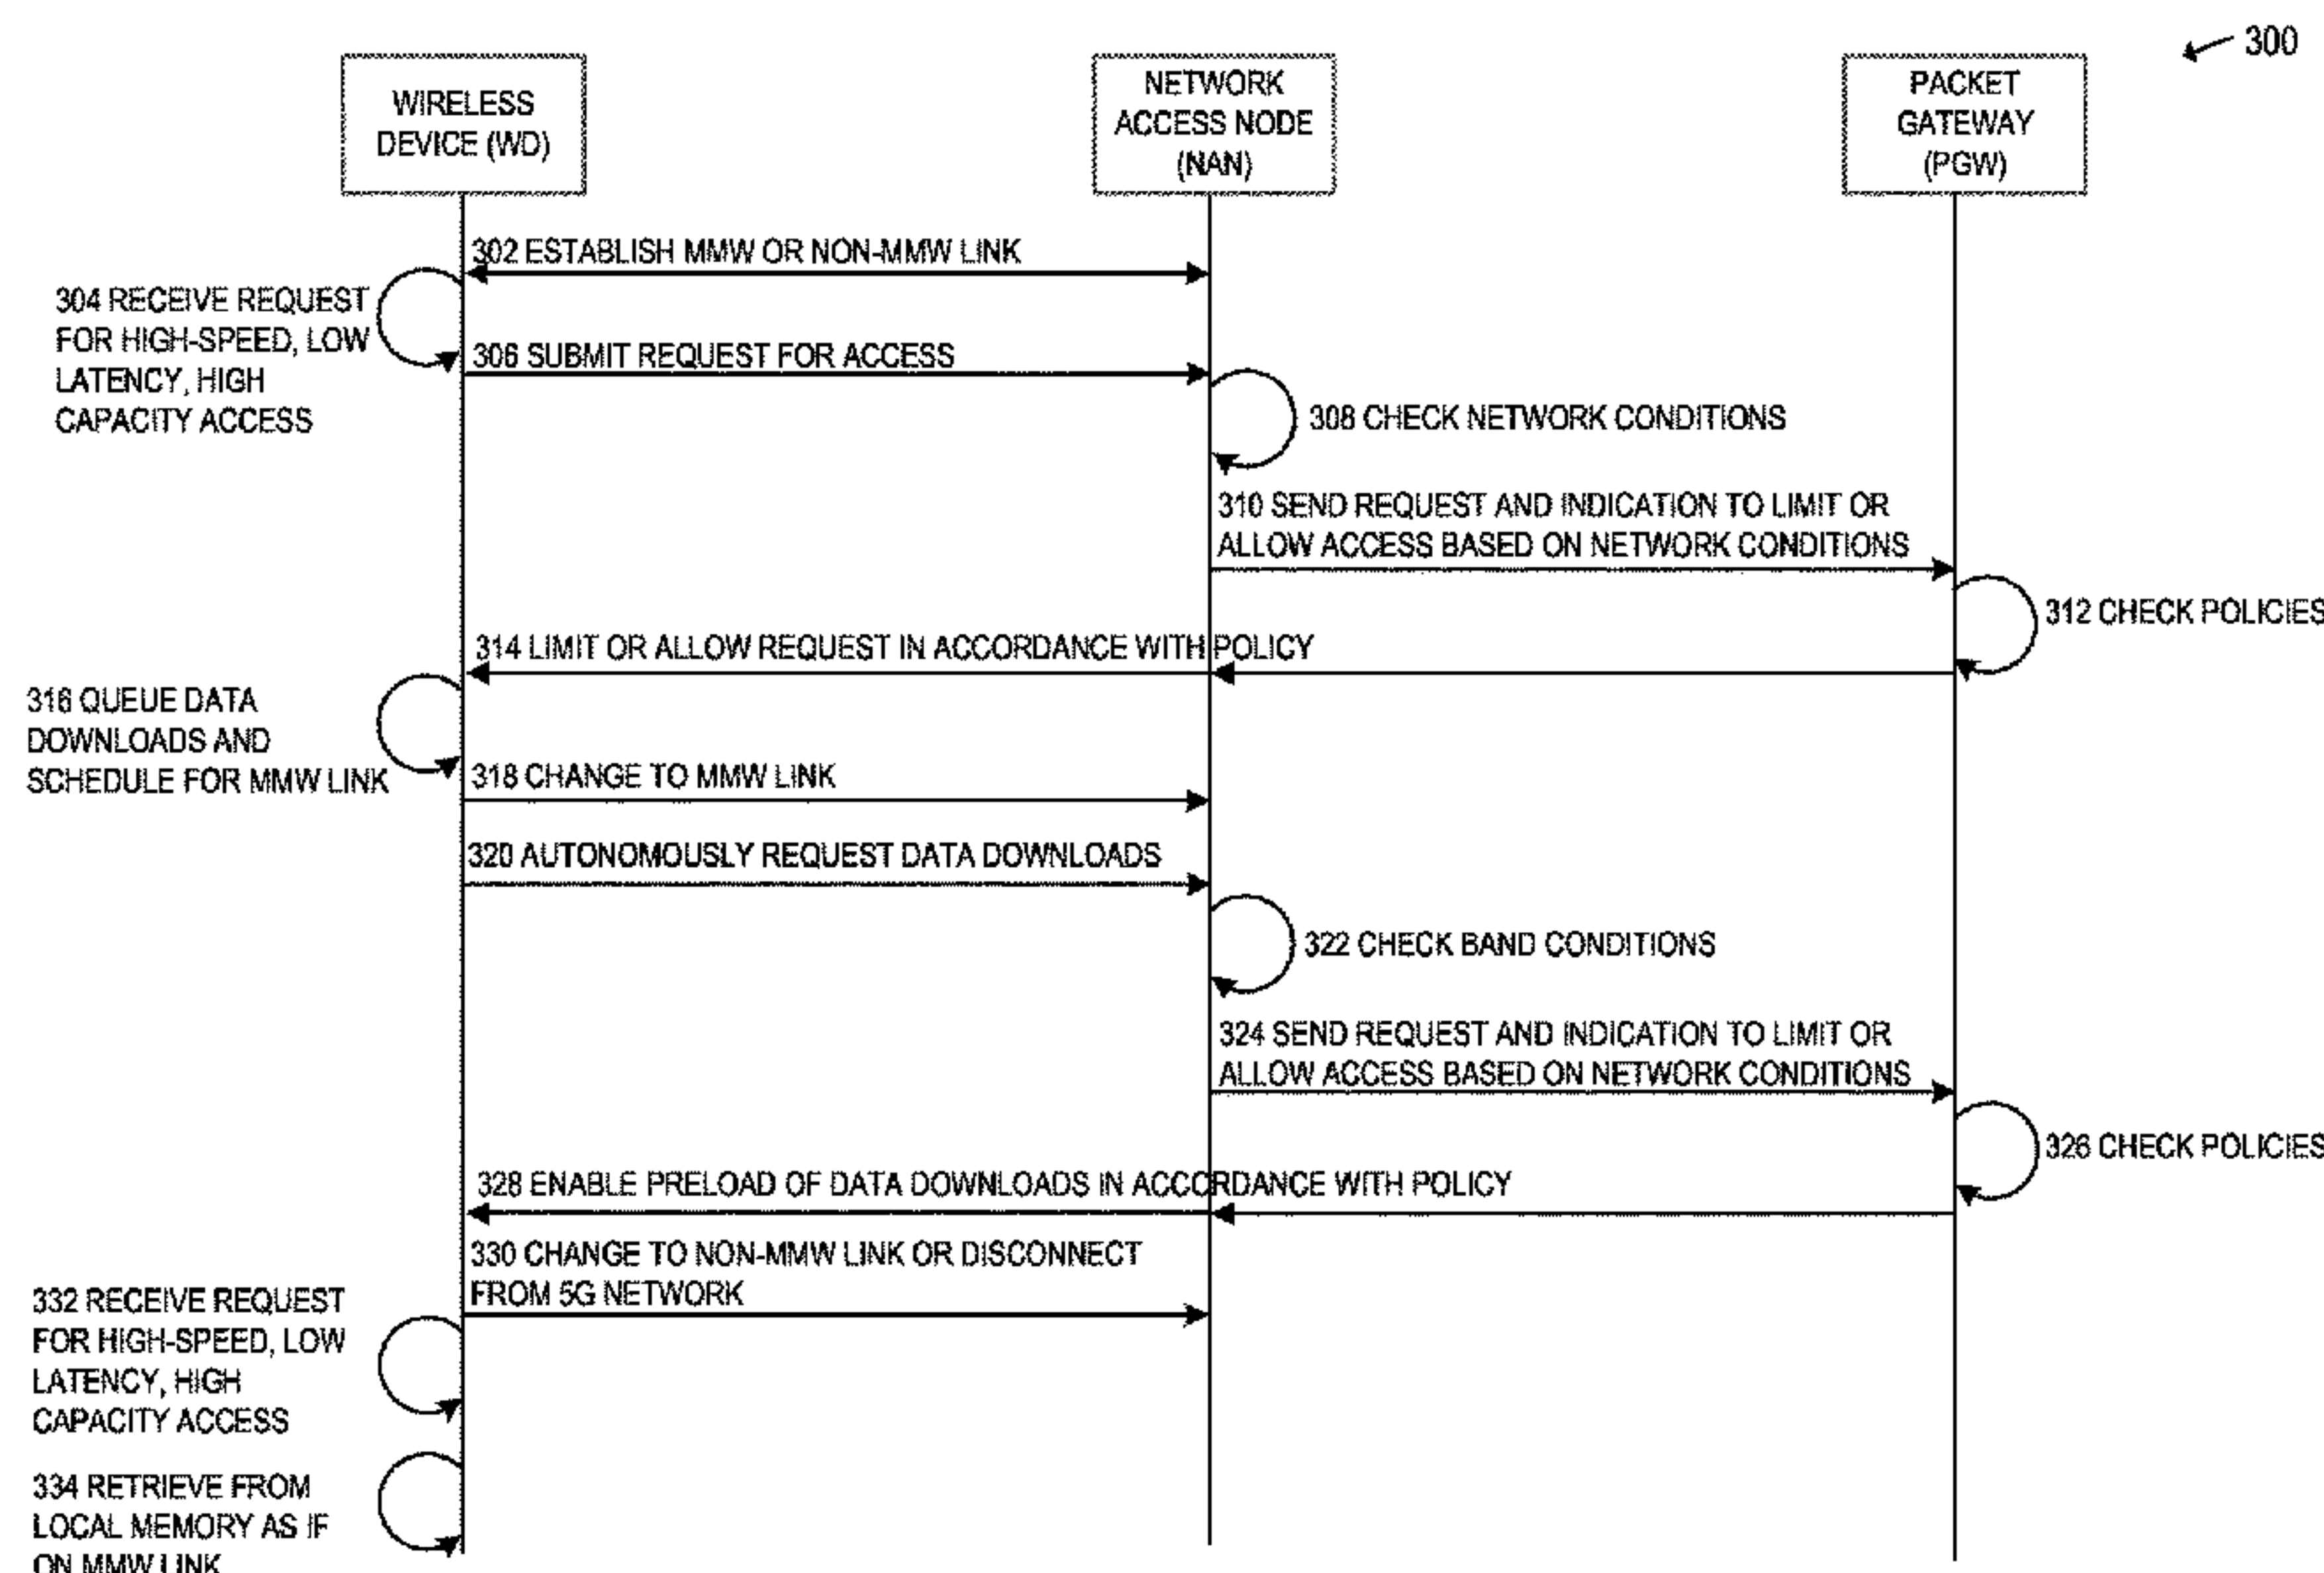 300
WIRELESS
DEVICE (WD)
NETWORK
ACCESS NODE
(NAN)
PACKET
GATEWAY
(PGW)
302 ESTABLISH MMW OR NON-MMW LINK
304 RECEIVE REQUEST
FOR HIGH-SPEED, LOW
LATENCY, HIGH
CAPACITY ACCESS
306 SUBMIT REQUEST FOR ACCESS
308 CHECK NETWORK CONDITIONS
310 SEND REQUEST AND INDICATION TO LIMIT OR
ALLOW ACCESS BASED ON NETWORK CONDITIONS
312 CHECK POLICIES
314 LIMIT OR ALLOW REQUEST IN ACCORDANCE WITH POLICY
316 QUEUE DATA
DOWNLOADS AND
SCHEDULE FOR MMW LINK
318 CHANGE TO MMW LINK
320 AUTONOMOUSLY REQUEST DATA DOWNLOADS
322 CHECK BAND CONDITIONS
324 SEND REQUEST AND INDICATION TO LIMIT OR
ALLOW ACCESS BASED ON NETWORK CONDITIONS
326 CHECK POLICIES
328 ENABLE PRELOAD OF DATA DOWNLOADS IN ACCORDANCE WITH POLICY
330 CHANGE TO NON-MMW LINK OR DISCONNECT
FROM 5G NETWORK
332 RECEIVE REQUEST
FOR HIGH-SPEED, LOW
LATENCY, HIGH
CAPACITY ACCESS
334 RETRIEVE FROM
LOCAL MEMORY AS IF
ON MMW LINK